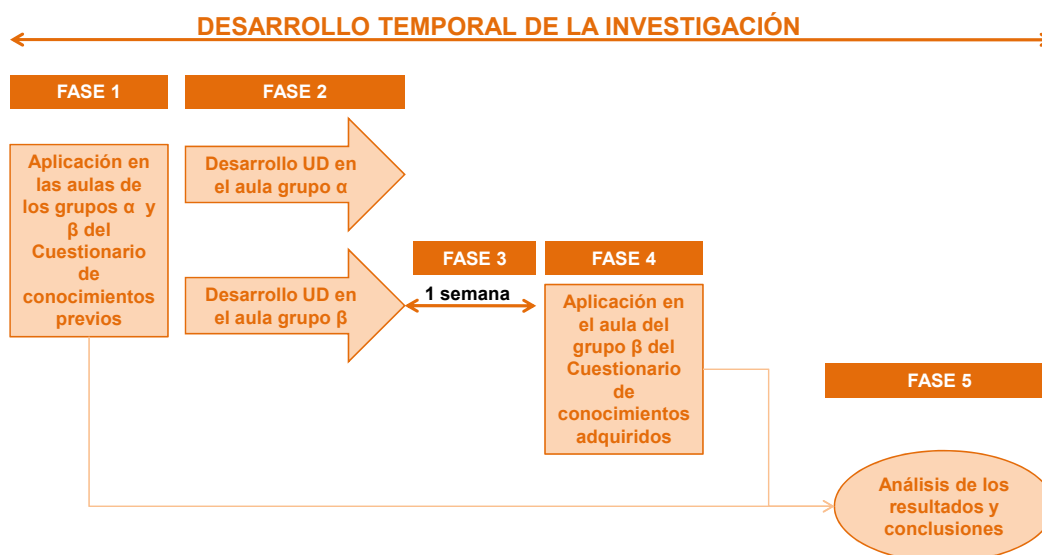 DESARROLLO TEMPORAL DE LA INVESTIGACIÓN
FASE 1
FASE 2
Aplicación en
las aulas de
los grupos α y
β del
Cuestionario
de
conocimientos
previos
Desarrollo UD en
el aula grupo α
Desarrollo UD en
el aula grupo β
FASE 3
1 semana
FASE 4
Aplicación en
el aula del
grupo β del
Cuestionario
de
conocimientos
adquiridos
FASE 5
Análisis de los
resultados y
conclusiones